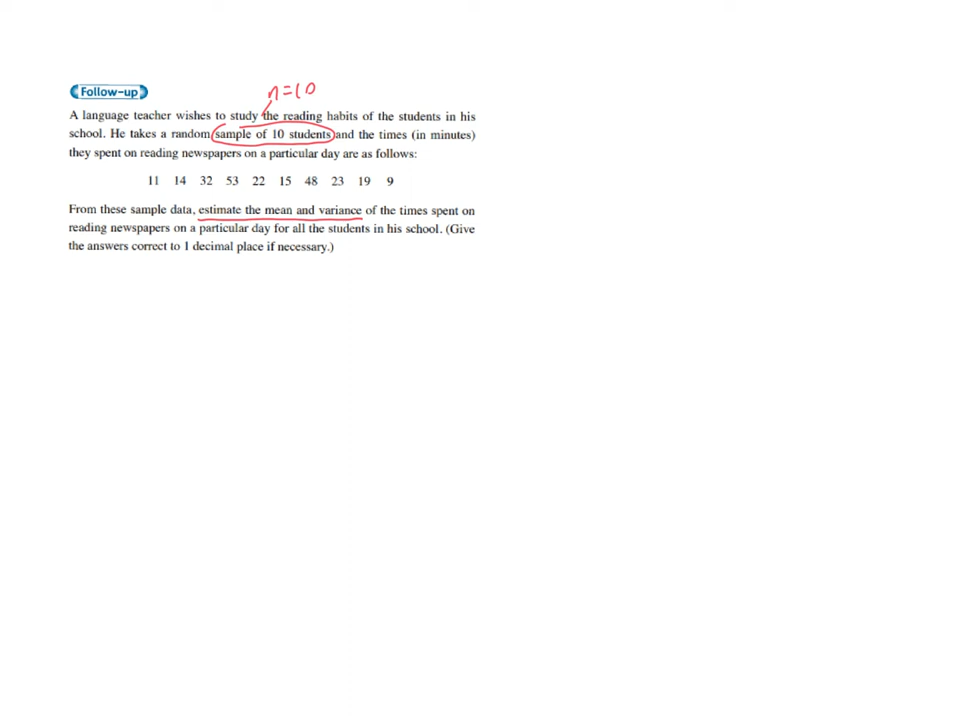 Follow-up
n=10
A language teacher wishes to study the reading habits of the students in his
school. He takes a random sample of 10 students and the times (in minutes)
they spent on reading newspapers on a particular day are as follows:
11 14 32 53 22 15 48 23 19 9
From these sample data, estimate the mean and variance of the times spent on
reading newspapers on a particular day for all the students in his school. (Give
the answers correct to 1 decimal place if necessary.)